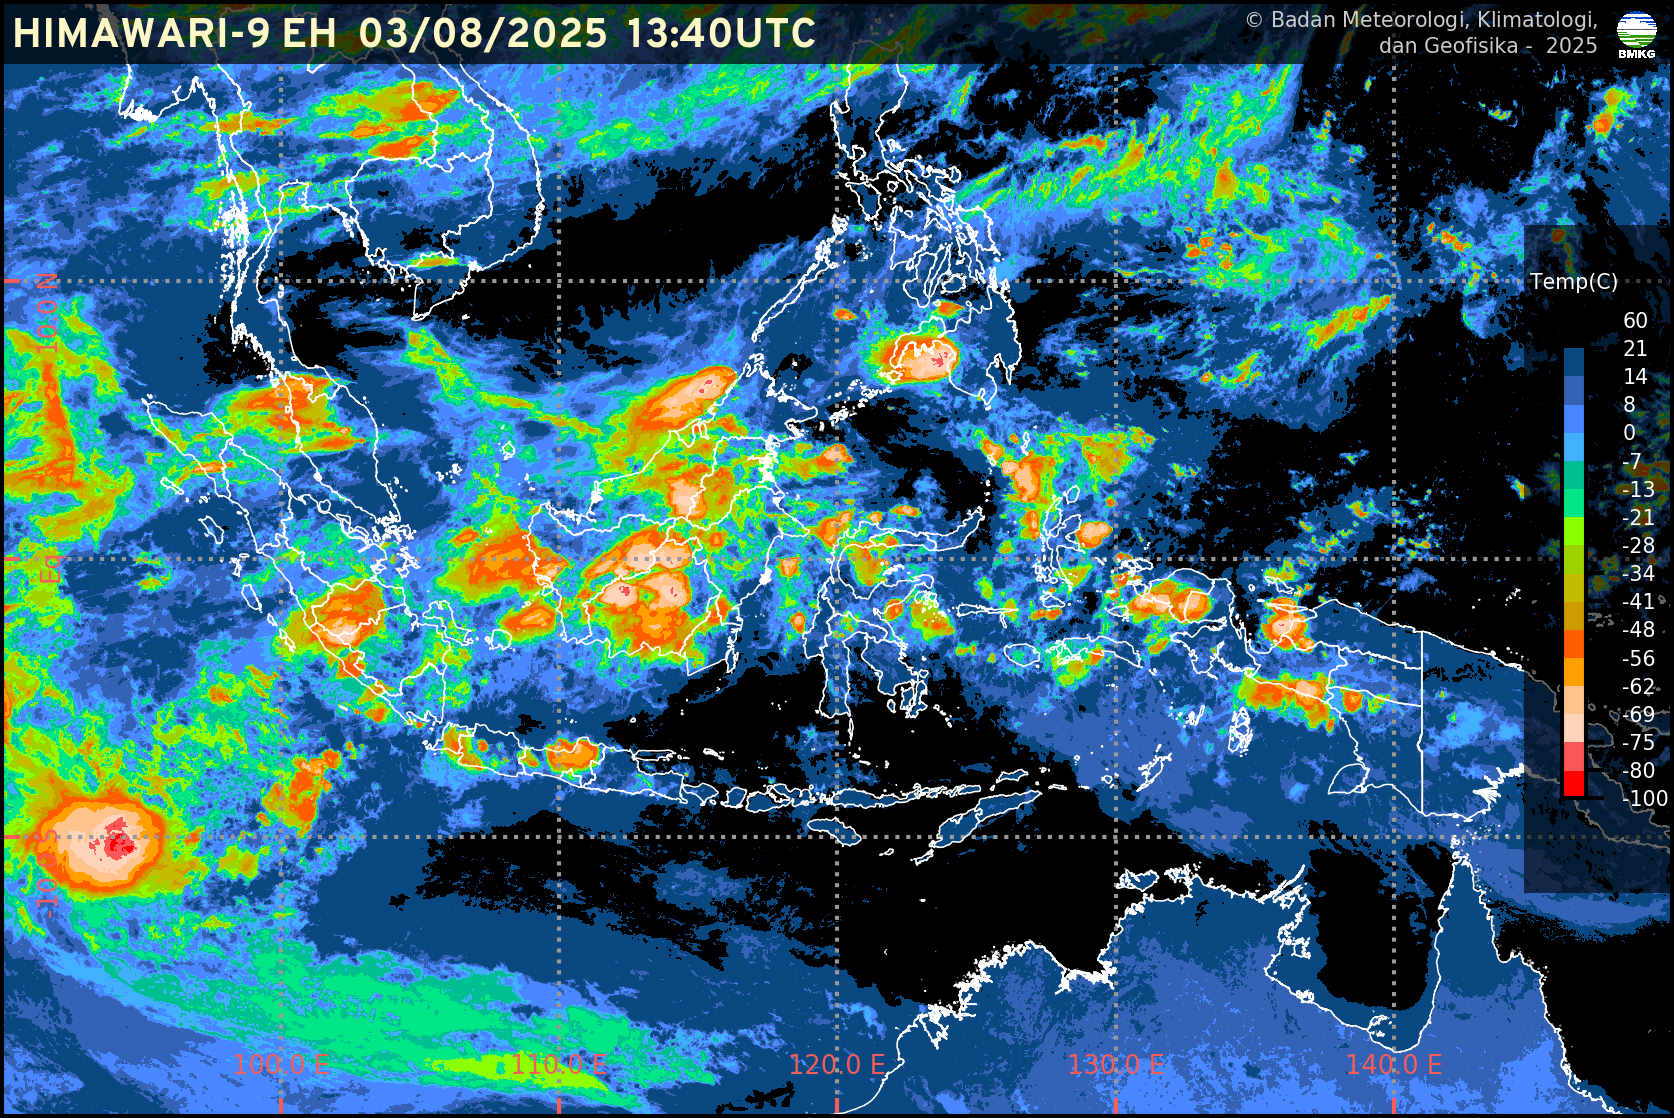 HIMAWARI-9 EH 03/08/2025 13:40UTC
© Badan Meteorologi, Klimatologi,
dan Geofisika - 2025
BMKG
Temp(C)
60
21
14
8
0
-7
-13
-21
-28
-34
-41
-48
-56
-62
-69
-75
-80
-100
10.0 N
Eq
-10.0 S
100.0 E
110.0 E
120.0 E
130.0 E
140.0 E